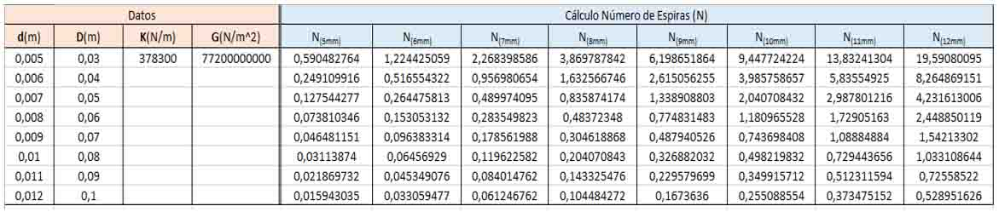 Datos Cálculo Número de Espiras (N)
d(m) D(m) K(N/m) G(N/m^2) N(5mm) N(6mm) N(7mm) N(8mm) N(9mm) N(10mm) N(11mm) N(12mm)
0,005 0,03 378300 77200000000 0,590482764 1,224425059 2,268398586 3,869787842 6,198651864 9,447724224 13,83241304 19,59080095
0,006 0,04 0,249109916 0,516554322 0,956980654 1,632566746 2,615056255 3,985758657 5,83554925 8,264869151
0,007 0,05 0,127544277 0,264475813 0,489974095 0,835874174 1,338908803 2,040708432 2,987801216 4,231613006
0,008 0,06 0,073810346 0,153053132 0,283549823 0,48372348 0,774831483 1,180965528 1,72905163 2,448850119
0,009 0,07 0,046481151 0,096383314 0,178561988 0,304618868 0,487940526 0,743698408 1,08884884 1,54213302
0,01 0,08 0,03113874 0,06456929 0,119622582 0,204070843 0,326882032 0,498219832 0,729443656 1,033108644
0,011 0,09 0,021869732 0,045349076 0,084014762 0,143325476 0,229579699 0,349915712 0,512311594 0,72558522
0,012 0,1 0,015943035 0,033059477 0,061246762 0,104484272 0,1673636 0,255088554 0,373475152 0,528951626